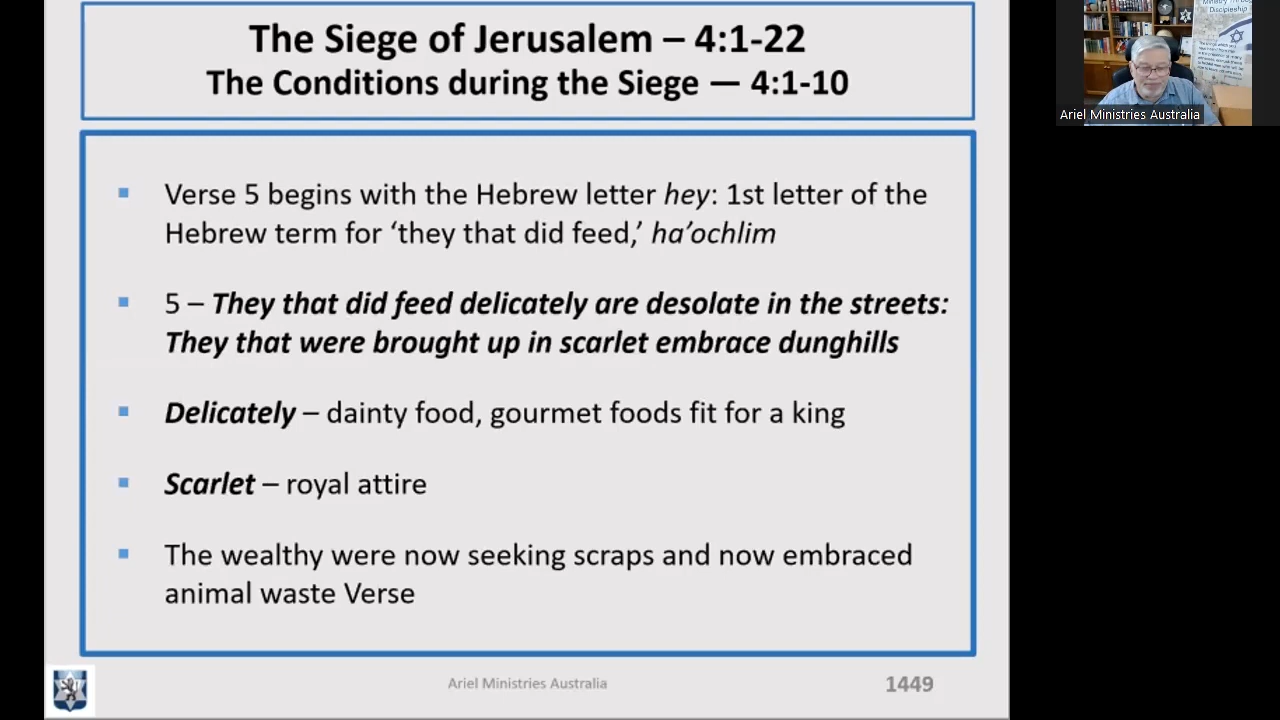 The Siege of Jerusalem – 4:1-22
The Conditions during the Siege — 4:1-10
Verse 5 begins with the Hebrew letter hey: 1st letter of the
Hebrew term for ‘they that did feed,’ ha’ochlim
5 – They that did feed delicately are desolate in the streets:
They that were brought up in scarlet embrace dunghills
Delicately – dainty food, gourmet foods fit for a king
Scarlet – royal attire
The wealthy were now seeking scraps and now embraced
animal waste Verse
Ariel Ministries Australia
1449
Discipleship
Ariel Ministries Australia